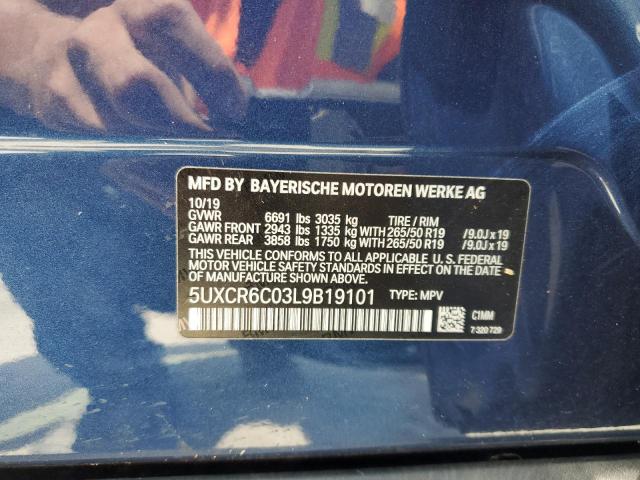 MFD BY BAYERISCHE MOTOREN WERKE AG
10/19
GVWR 6691 lbs 3035 kg TIRE / RIM
GAWR FRONT 2943 lbs 1335 kg WITH 265/50 R19 /9.0J x 19
GAWR REAR 3858 lbs 1750 kg WITH 265/50 R19 /9.0J x 19
THIS VEHICLE CONFORMS TO ALL APPLICABLE U. S. FEDERAL
MOTOR VEHICLE SAFETY STANDARDS IN EFFECT ON THE DATE
OF MANUFACTURE SHOWN ABOVE.
5UXCR6C03L9B19101 TYPE: MPV
C1MM
7 320 729